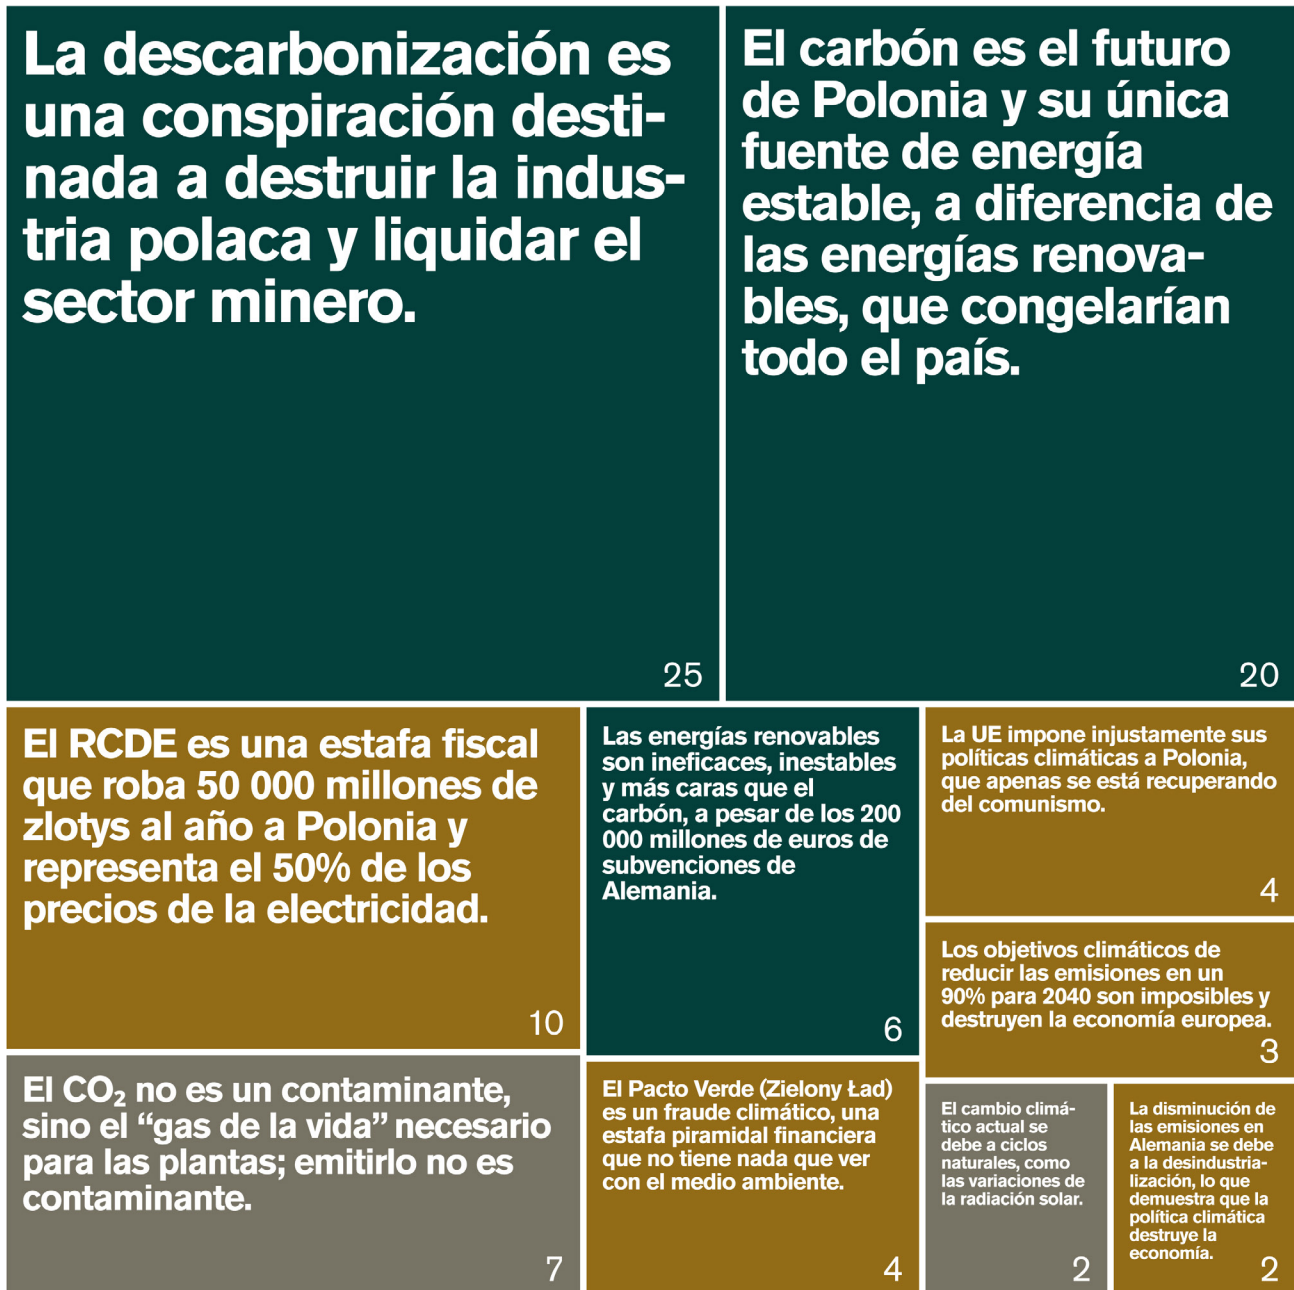 La descarbonización es
una conspiración desti-
nada a destruir la indus-
tria polaca y liquidar el
sector minero.
25
El carbón es el futuro
de Polonia y su única
fuente de energía
estable, a diferencia de
las energías renova-
bles, que congelarían
todo el país.
20
El RCDE es una estafa fiscal
que roba 50 000 millones de
zlotys al año a Polonia y
representa el 50% de los
precios de la electricidad.
10
Las energías renovables
son ineficaces, inestables
y más caras que el
carbón, a pesar de los 200
000 millones de euros de
subvenciones de
Alemania.
6
La UE impone injustamente sus
políticas climáticas a Polonia,
que apenas se está recuperando
del comunismo.
4
Los objetivos climáticos de
reducir las emisiones en un
90% para 2040 son imposibles y
destruyen la economía europea.
3
El CO₂ no es un contaminante,
sino el “gas de la vida” necesario
para las plantas; emitirlo no es
contaminante.
7
El Pacto Verde (Zielony Ład)
es un fraude climático, una
estafa piramidal financiera
que no tiene nada que ver
con el medio ambiente.
4
El cambio climá-
tico actual se
debe a ciclos
naturales, como
las variaciones de
la radiación solar.
2
La disminución de
las emisiones en
Alemania se debe
a la desindustria-
lización, lo que
demuestra que la
política climática
destruye la
economía.
2